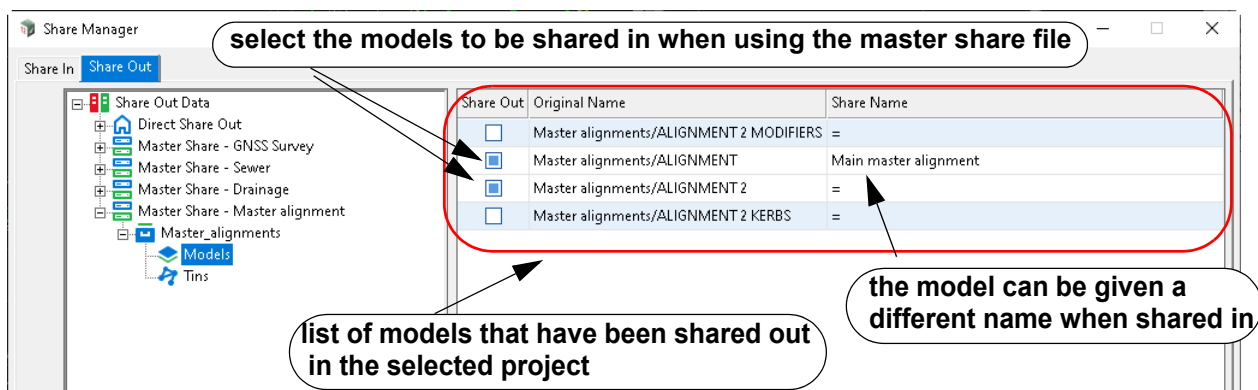 Share Manager
select the models to be shared in when using the master share file
Share In Share Out
Share Out Data
Direct Share Out
Master Share - GNSS Survey
Master Share - Sewer
Master Share - Drainage
Master Share - Master alignment
Master_alignments
Models
Tins
Share Out Original Name Share Name
Master alignments/ALIGNMENT 2 MODIFIERS =
Master alignments/ALIGNMENT Main master alignment
Master alignments/ALIGNMENT 2 =
Master alignments/ALIGNMENT 2 KERBS =
the model can be given a
different name when shared in
list of models that have been shared out
in the selected project